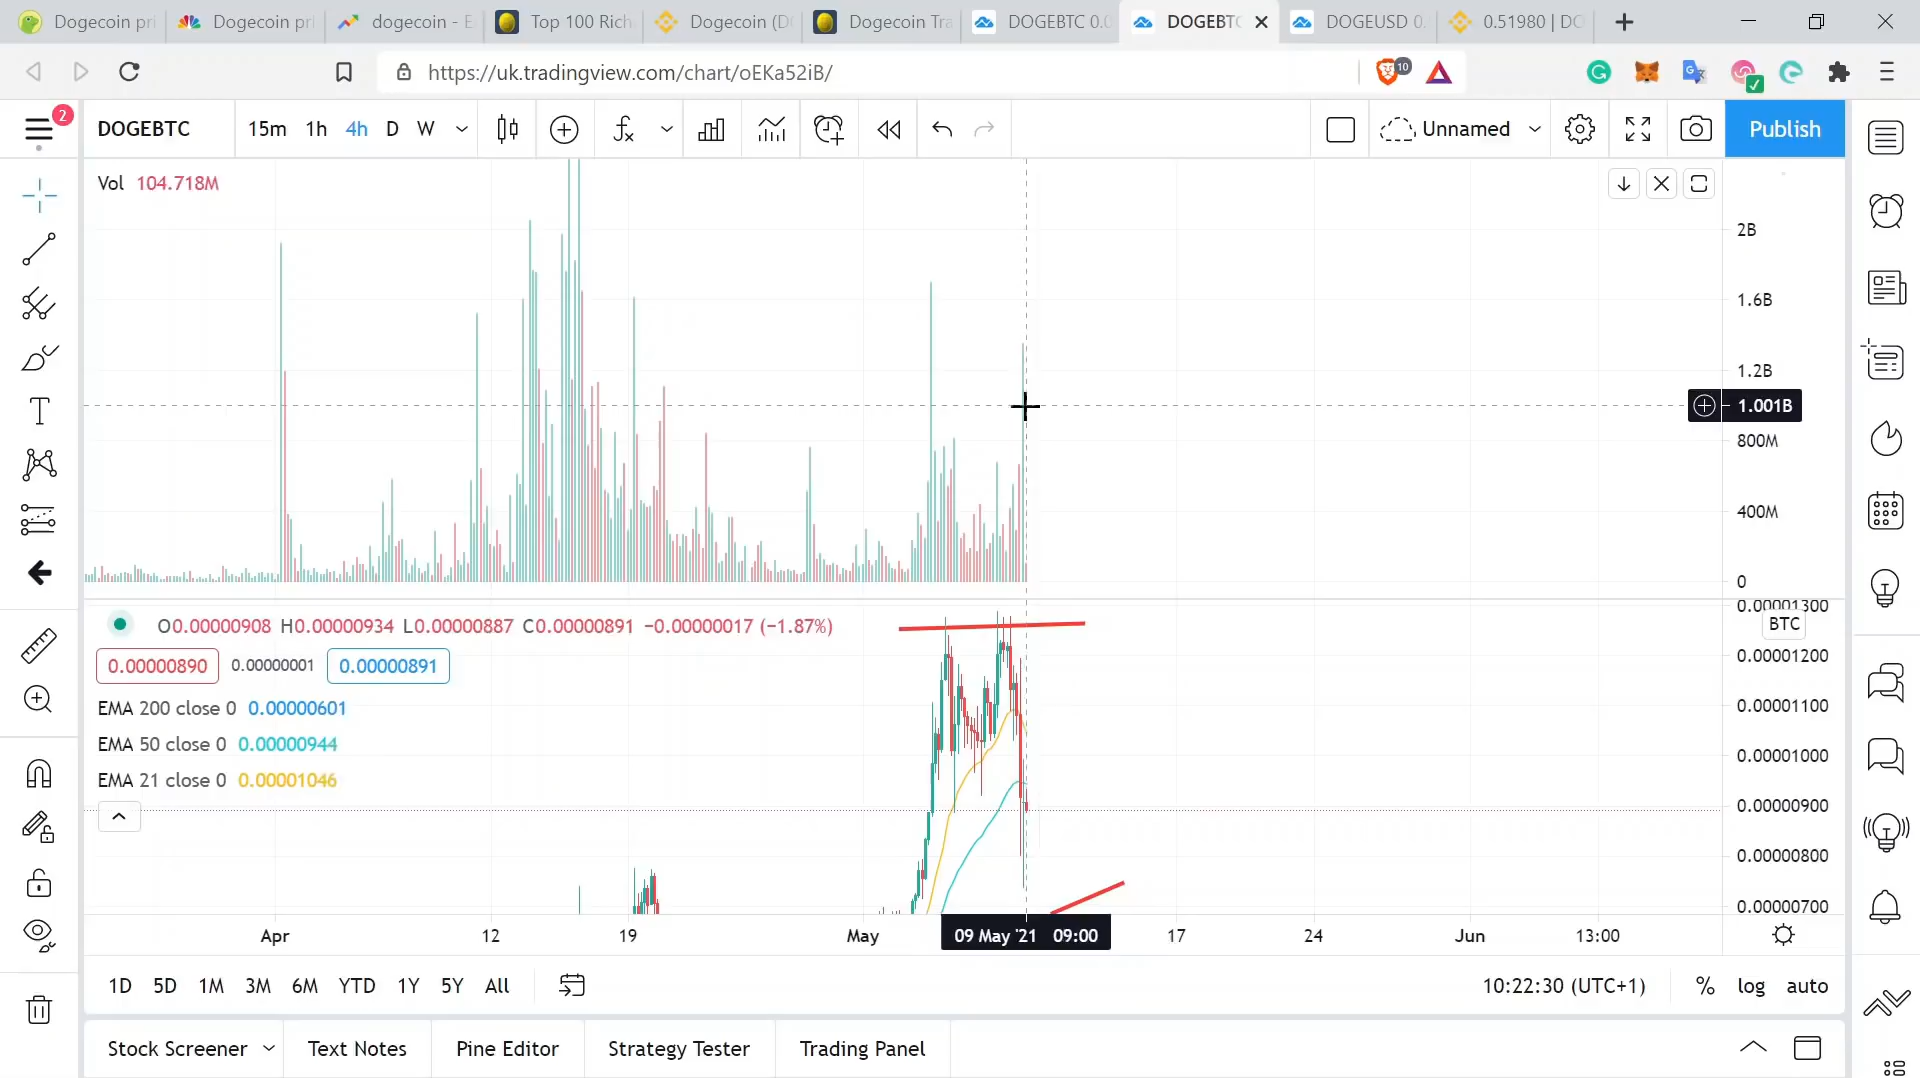 Dogecoin pri
Dogecoin pri
dogecoin - E
Top 100 Rich
Dogecoin (D
Dogecoin Tra
DOGEBTC 0.0
DOGEBTC
DOGEUSD 0.
0.51980 | DO
https://uk.tradingview.com/chart/oEKa52iB/
10
2
DOGEBTC
15m 1h 4h D W
Unnamed
Publish
Vol 104.718M
2B
1.6B
1.2B
1.001B
800M
400M
0
O0.00000908 H0.00000934 L0.00000887 C0.00000891 −0.00000017 (−1.87%)
0.00000890 0.00000001 0.00000891
EMA 200 close 0 0.00000601
EMA 50 close 0 0.00000944
EMA 21 close 0 0.00001046
0.00001300
BTC
0.00001200
0.00001100
0.00001000
0.00000900
0.00000800
0.00000700
Apr 12 19 May 09 May '21 09:00 17 24 Jun 13:00
1D 5D 1M 3M 6M YTD 1Y 5Y All
10:22:30 (UTC+1) % log auto
Stock Screener Text Notes Pine Editor Strategy Tester Trading Panel